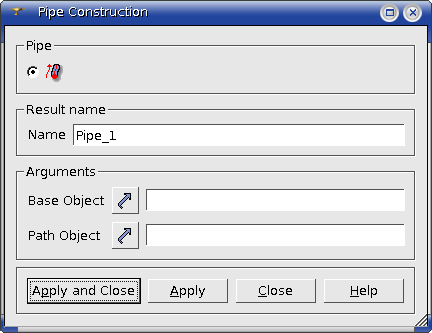 Pipe Construction
Pipe
Result name
Name Pipe_1
Arguments
Base Object
Path Object
Apply and Close Apply Close Help